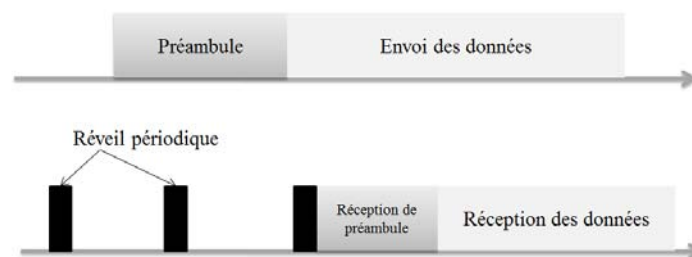 Préambule
Envoi des données
Réveil périodique
Réception de
préambule
Réception des données